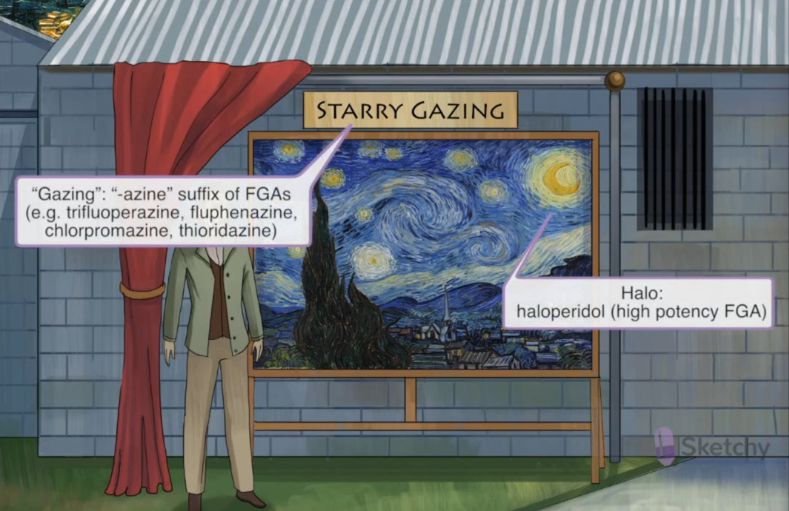 STARRY GAZING
“Gazing”: “-azine” suffix of FGAs
(e.g. trifluoperazine, fluphenazine,
chlorpromazine, thioridazine)
Halo:
haloperidol (high potency FGA)
Sketchy